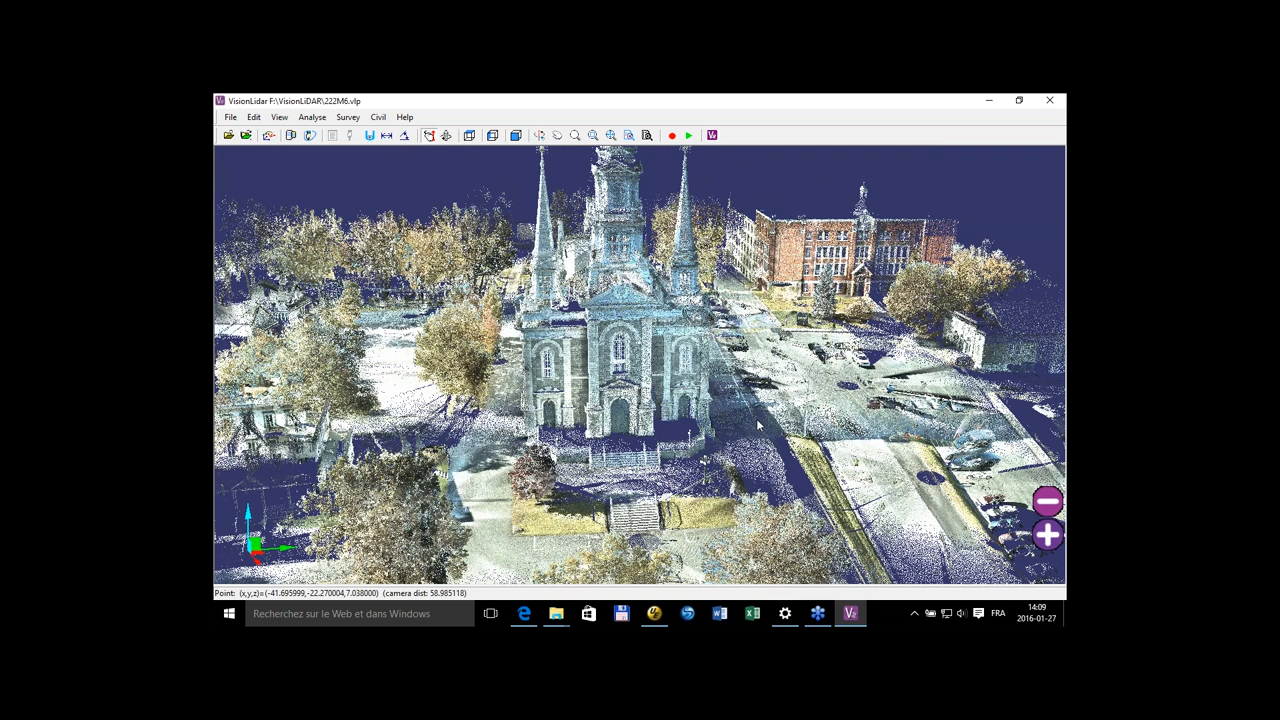 VisionLidar F:\VisionLiDAR\222M6.vlp
File Edit View Analyse Survey Civil Help
Point: (x,y,z)=(-41.695999,-22.270004,7.038000) (camera dist: 58.985118)
Recherchez sur le Web et dans Windows
FRA
14:09
2016-01-27